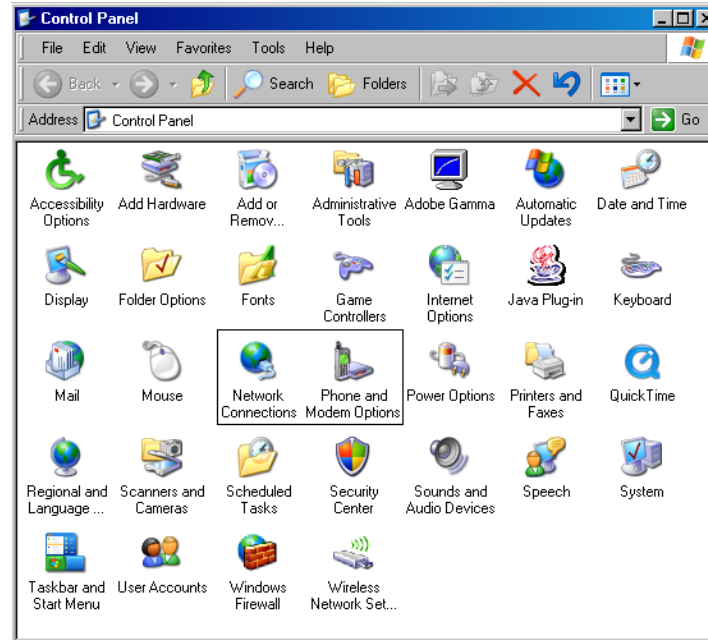 Control Panel
File Edit View Favorites Tools Help
Back Search Folders
Address Control Panel Go
Accessibility Options
Add Hardware
Add or Remov...
Administrative Tools
Adobe Gamma
Automatic Updates
Date and Time
Display
Folder Options
Fonts
Game Controllers
Internet Options
Java Plug-in
Keyboard
Mail
Mouse
Network Connections
Phone and Modem Options
Power Options
Printers and Faxes
QuickTime
Regional and Language ...
Scanners and Cameras
Scheduled Tasks
Security Center
Sounds and Audio Devices
Speech
System
Taskbar and Start Menu
User Accounts
Windows Firewall
Wireless Network Set...